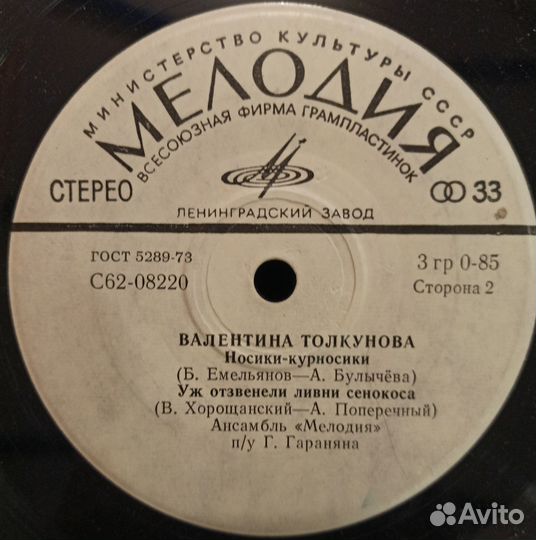 МИНИСТЕРСТВО КУЛЬТУРЫ СССР
МЕЛОДИЯ
ВСЕСОЮЗНАЯ ФИРМА ГРАМПЛАСТИНОК
СТЕРЕО
33
ЛЕНИНГРАДСКИЙ ЗАВОД
ГОСТ 5289-73
3 гр 0-85
С62-08220
Сторона 2
ВАЛЕНТИНА ТОЛКУНОВА
Носики-курносики
(Б. Емельянов—А. Булычёва)
Уж отзвенели ливни сенокоса
(В. Хорощанский—А. Поперечный)
Ансамбль «Мелодия»
п/у Г. Гараняна
Avito